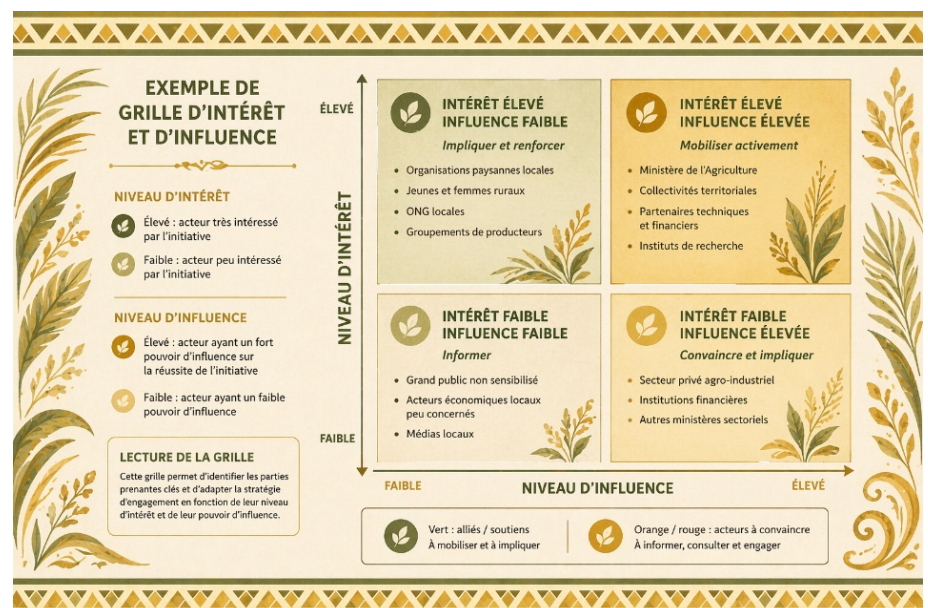 EXEMPLE DE
GRILLE D'INTÉRÊT
ET D'INFLUENCE
NIVEAU D'INTÉRÊT
Élevé : acteur très intéressé
par l'initiative
Faible : acteur peu intéressé
par l'initiative
NIVEAU D'INFLUENCE
Élevé : acteur ayant un fort
pouvoir d'influence sur
la réussite de l'initiative
Faible : acteur ayant un faible
pouvoir d'influence
LECTURE DE LA GRILLE
Cette grille permet d'identifier les parties
prenantes clés et d'adapter la stratégie
d'engagement en fonction de leur niveau
d'intérêt et de leur pouvoir d'influence.
ÉLEVÉ
NIVEAU D'INTÉRÊT
FAIBLE
INTÉRÊT ÉLEVÉ
INFLUENCE FAIBLE
Impliquer et renforcer
• Organisations paysannes locales
• Jeunes et femmes ruraux
• ONG locales
• Groupements de producteurs
INTÉRÊT ÉLEVÉ
INFLUENCE ÉLEVÉE
Mobiliser activement
• Ministère de l'Agriculture
• Collectivités territoriales
• Partenaires techniques
et financiers
• Instituts de recherche
INTÉRÊT FAIBLE
INFLUENCE FAIBLE
Informer
• Grand public non sensibilisé
• Acteurs économiques locaux
peu concernés
• Médias locaux
INTÉRÊT FAIBLE
INFLUENCE ÉLEVÉE
Convaincre et impliquer
• Secteur privé agro-industriel
• Institutions financières
• Autres ministères sectoriels
FAIBLE
NIVEAU D'INFLUENCE
ÉLEVÉ
Vert : alliés / soutiens
À mobiliser et à impliquer
Orange / rouge : acteurs à convaincre
À informer, consulter et engager